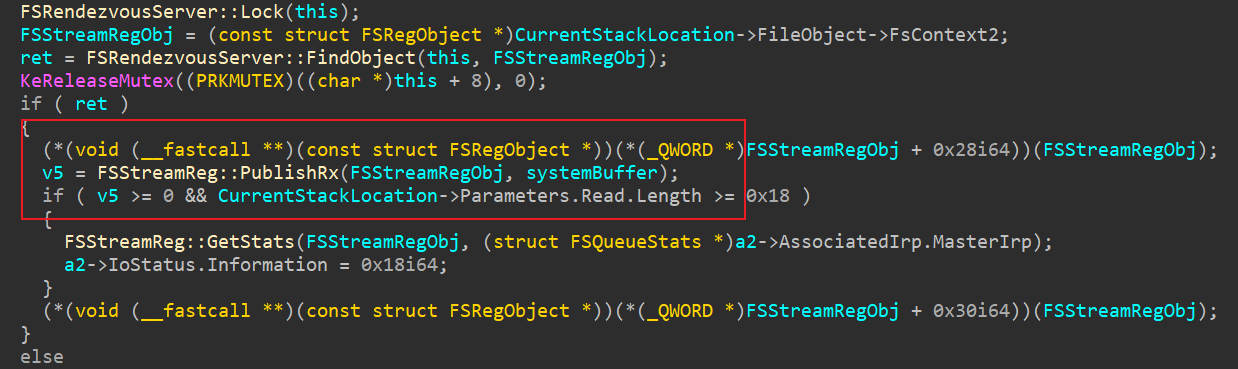 FSRendezvousServer::Lock(this);
FSStreamRegObj = (const struct FSRegObject *)CurrentStackLocation->FileObject->FsContext2;
ret = FSRendezvousServer::FindObject(this, FSStreamRegObj);
KeReleaseMutex((PRKMUTEX)((char *)this + 8), 0);
if ( ret )
{
(*(void (__fastcall **)(const struct FSRegObject *))(*(_QWORD *)FSStreamRegObj + 0x28i64))(FSStreamRegObj);
v5 = FSStreamReg::PublishRx(FSStreamRegObj, systemBuffer);
if ( v5 >= 0 && CurrentStackLocation->Parameters.Read.Length >= 0x18 )
{
FSStreamReg::GetStats(FSStreamRegObj, (struct FSQueueStats *)a2->AssociatedIrp.MasterIrp);
a2->IoStatus.Information = 0x18i64;
}
(*(void (__fastcall **)(const struct FSRegObject *))(*(_QWORD *)FSStreamRegObj + 0x30i64))(FSStreamRegObj);
}
else